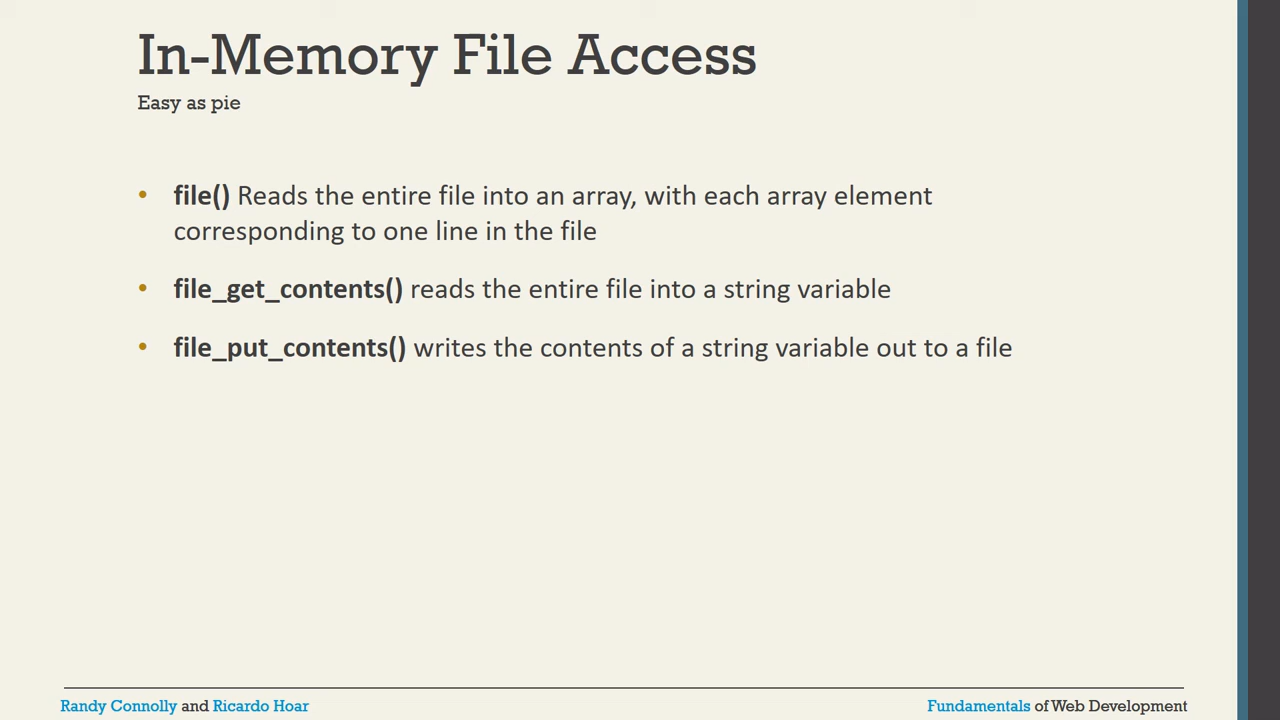 In-Memory File Access
Easy as pie
• file() Reads the entire file into an array, with each array element
corresponding to one line in the file
• file_get_contents() reads the entire file into a string variable
• file_put_contents() writes the contents of a string variable out to a file
Randy Connolly and Ricardo Hoar
Fundamentals of Web Development